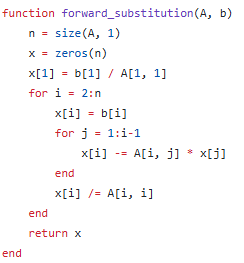 function forward_substitution(A, b)
    n = size(A, 1)
    x = zeros(n)
    x[1] = b[1] / A[1, 1]
    for i = 2:n
        x[i] = b[i]
        for j = 1:i-1
            x[i] -= A[i, j] * x[j]
        end
        x[i] /= A[i, i]
    end
    return x
end